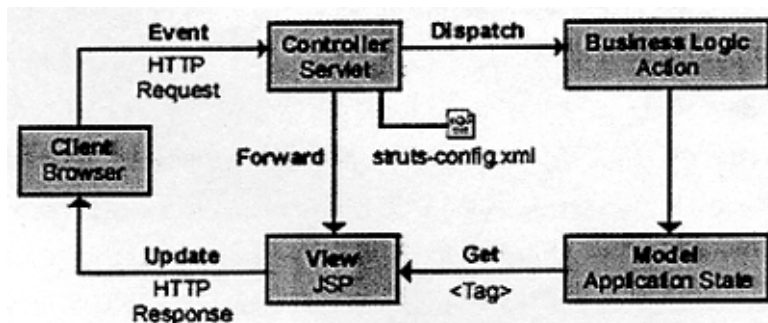 Event
HTTP
Request
Controller
Servlet
Dispatch
Business Logic
Action
Client
Browser
Forward
struts-config.xml
Update
HTTP
Response
View
JSP
Get
<Tag>
Model
Application State